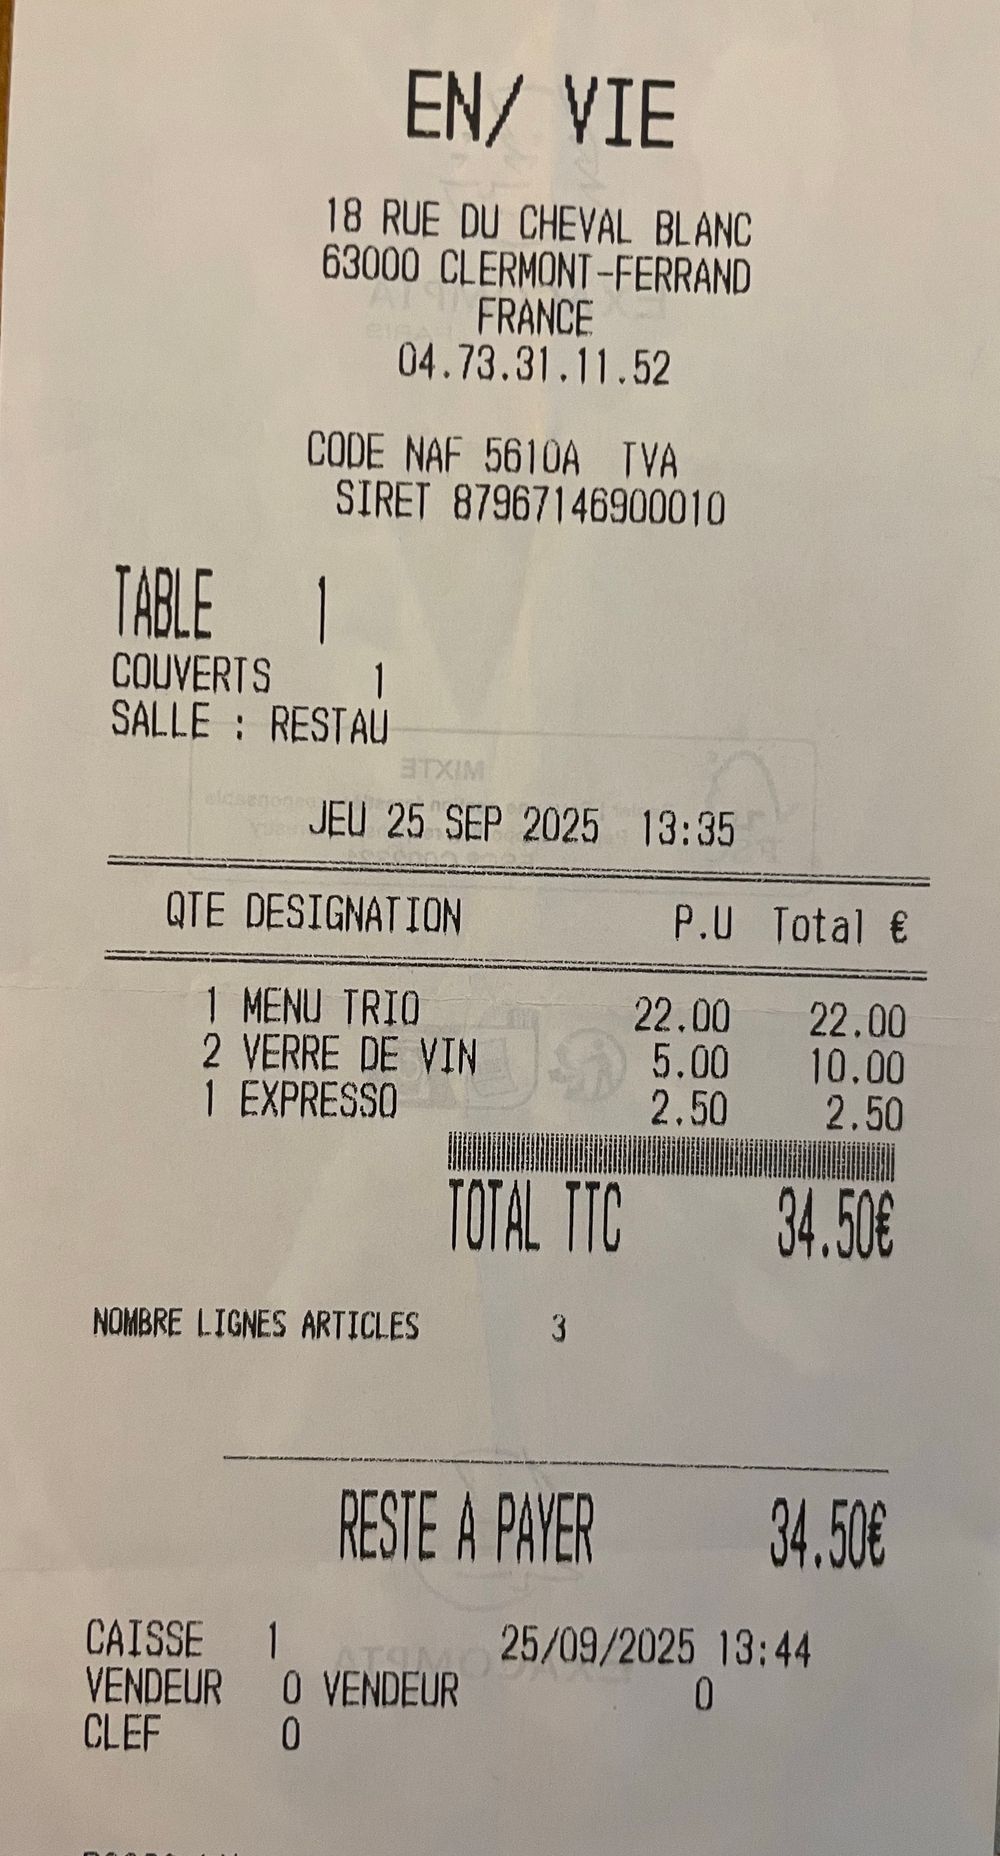 EN/ VIE
18 RUE DU CHEVAL BLANC
63000 CLERMONT-FERRAND
FRANCE
04.73.31.11.52
CODE NAF 5610A TVA
SIRET 87967146900010
TABLE 1
COUVERTS 1
SALLE : RESTAU
MIXTE
JEU 25 SEP 2025 13:35
QTE DESIGNATION P.U Total €
1 MENU TRIO 22.00 22.00
2 VERRE DE VIN 5.00 10.00
1 EXPRESSO 2.50 2.50
TOTAL TTC 34.50€
NOMBRE LIGNES ARTICLES 3
RESTE A PAYER 34.50€
CAISSE 1 25/09/2025 13:44
VENDEUR 0 VENDEUR 0
EXACOMPTA
CLEF 0